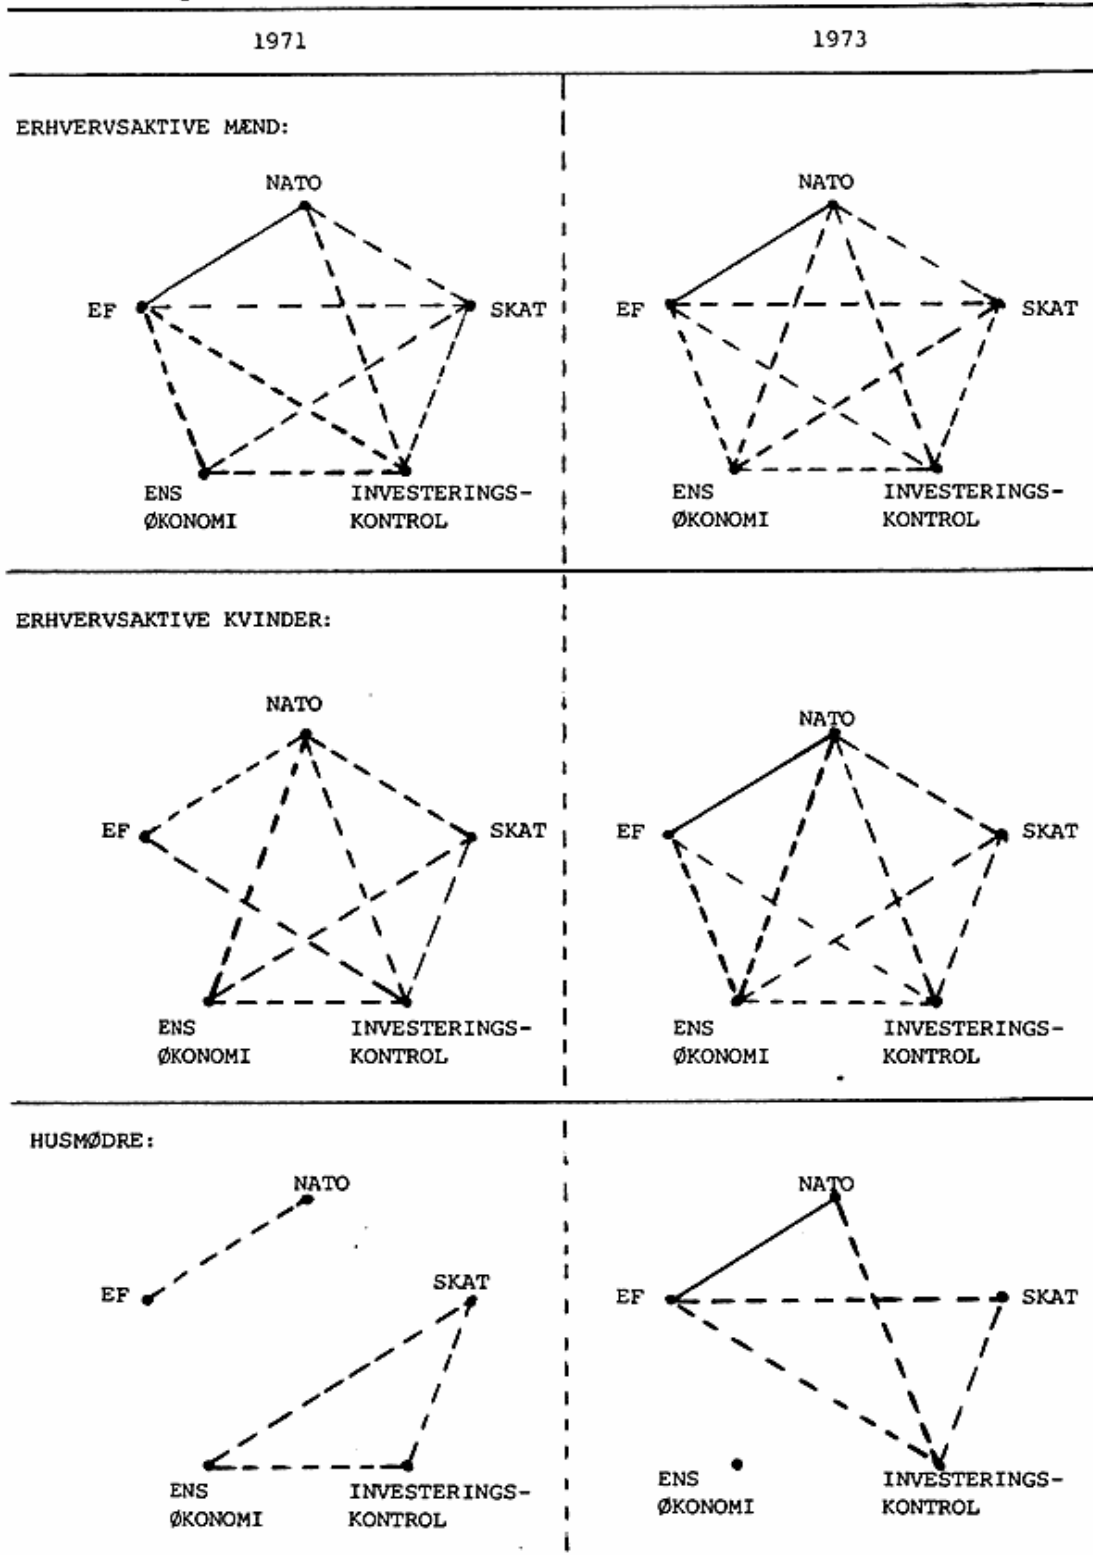 1971
1973
ERHVERVSAKTIVE MÆND:
NATO
EF
SKAT
ENS
ØKONOMI
INVESTERINGS-
KONTROL
NATO
EF
SKAT
ENS
ØKONOMI
INVESTERINGS-
KONTROL
ERHVERVSAKTIVE KVINDER:
NATO
EF
SKAT
ENS
ØKONOMI
INVESTERINGS-
KONTROL
NATO
EF
SKAT
ENS
ØKONOMI
INVESTERINGS-
KONTROL
HUSMØDRE:
NATO
EF
SKAT
ENS
ØKONOMI
INVESTERINGS-
KONTROL
NATO
EF
SKAT
ENS
ØKONOMI
INVESTERINGS-
KONTROL